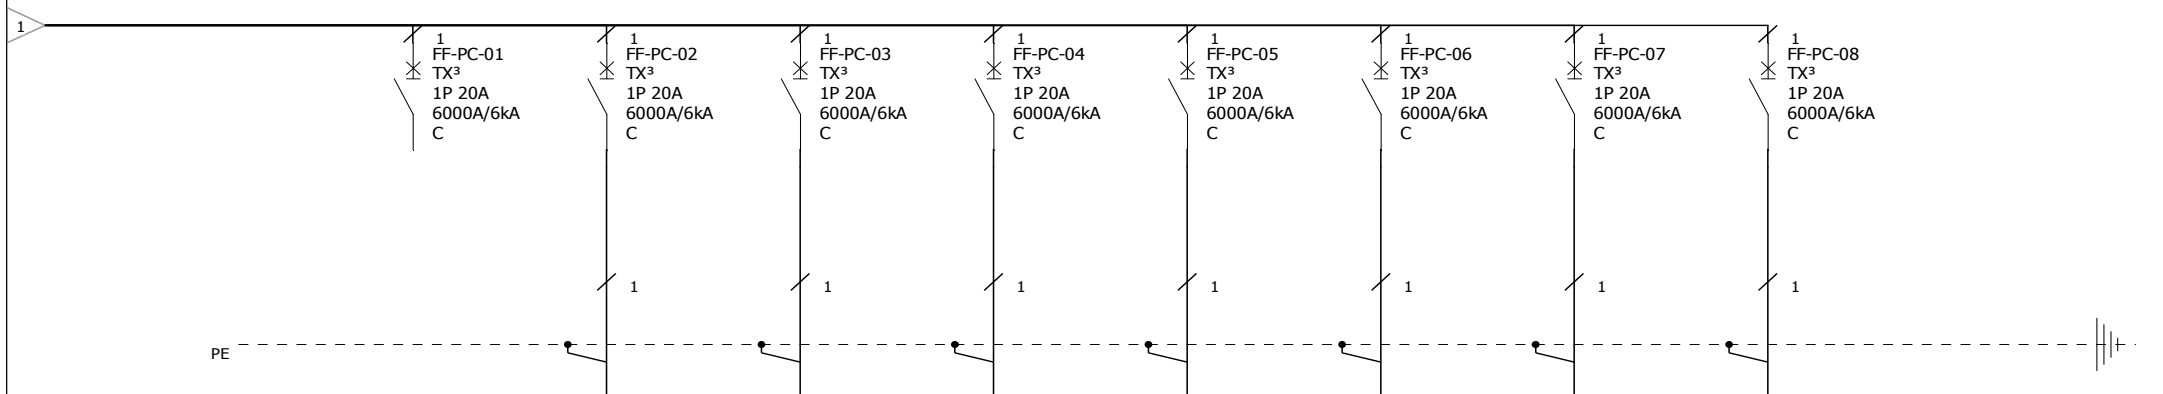 1
1
FF-PC-01
TX³
1P 20A
6000A/6kA
C
1
FF-PC-02
TX³
1P 20A
6000A/6kA
C
1
FF-PC-03
TX³
1P 20A
6000A/6kA
C
1
FF-PC-04
TX³
1P 20A
6000A/6kA
C
1
FF-PC-05
TX³
1P 20A
6000A/6kA
C
1
FF-PC-06
TX³
1P 20A
6000A/6kA
C
1
FF-PC-07
TX³
1P 20A
6000A/6kA
C
1
FF-PC-08
TX³
1P 20A
6000A/6kA
C
1
1
1
1
1
1
1
PE